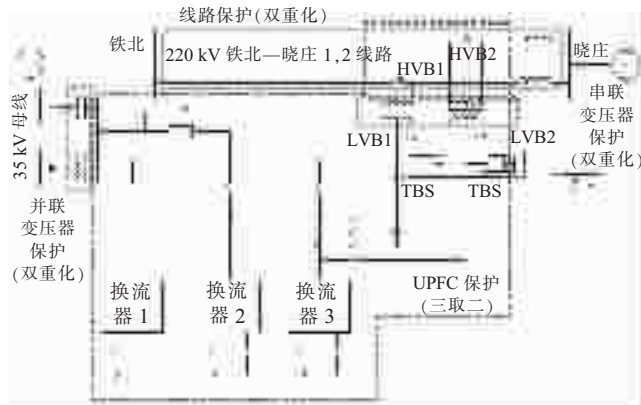 线路保护(双重化)
铁北
220 kV 铁北—晓庄 1,2 线路
HVB2
HVB1
晓庄
串联
变压器
保护
(双重化)
35 kV 母线
LVB1
LVB2
TBS
TBS
并联
变压器
保护
(双重化)
UPFC 保护
(三取二)
换流
器 1
换流
器 2
换流
器 3